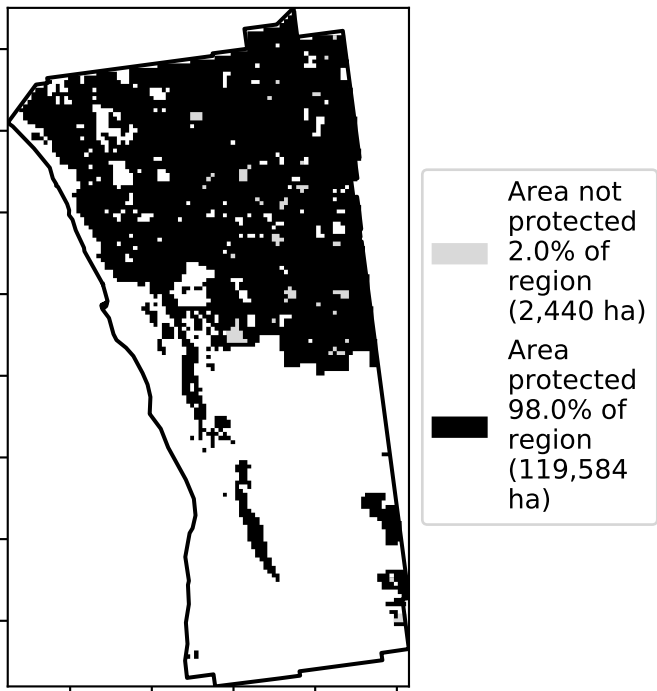 Area not
protected
2.0% of
region
(2,440 ha)
Area
protected
98.0% of
region
(119,584
ha)